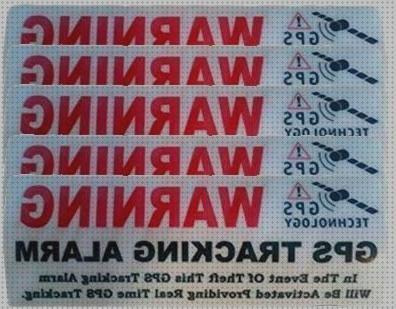 WARNING
GPS
WARNING
GPS
WARNING
GPS
TECHNOLOGY
WARNING
GPS
WARNING
GPS
TECHNOLOGY
GPS TRACKING ALARM
In The Event Of Theft This GPS Tracking Alarm
Will Be Activated Providing Real Time GPS Tracking.